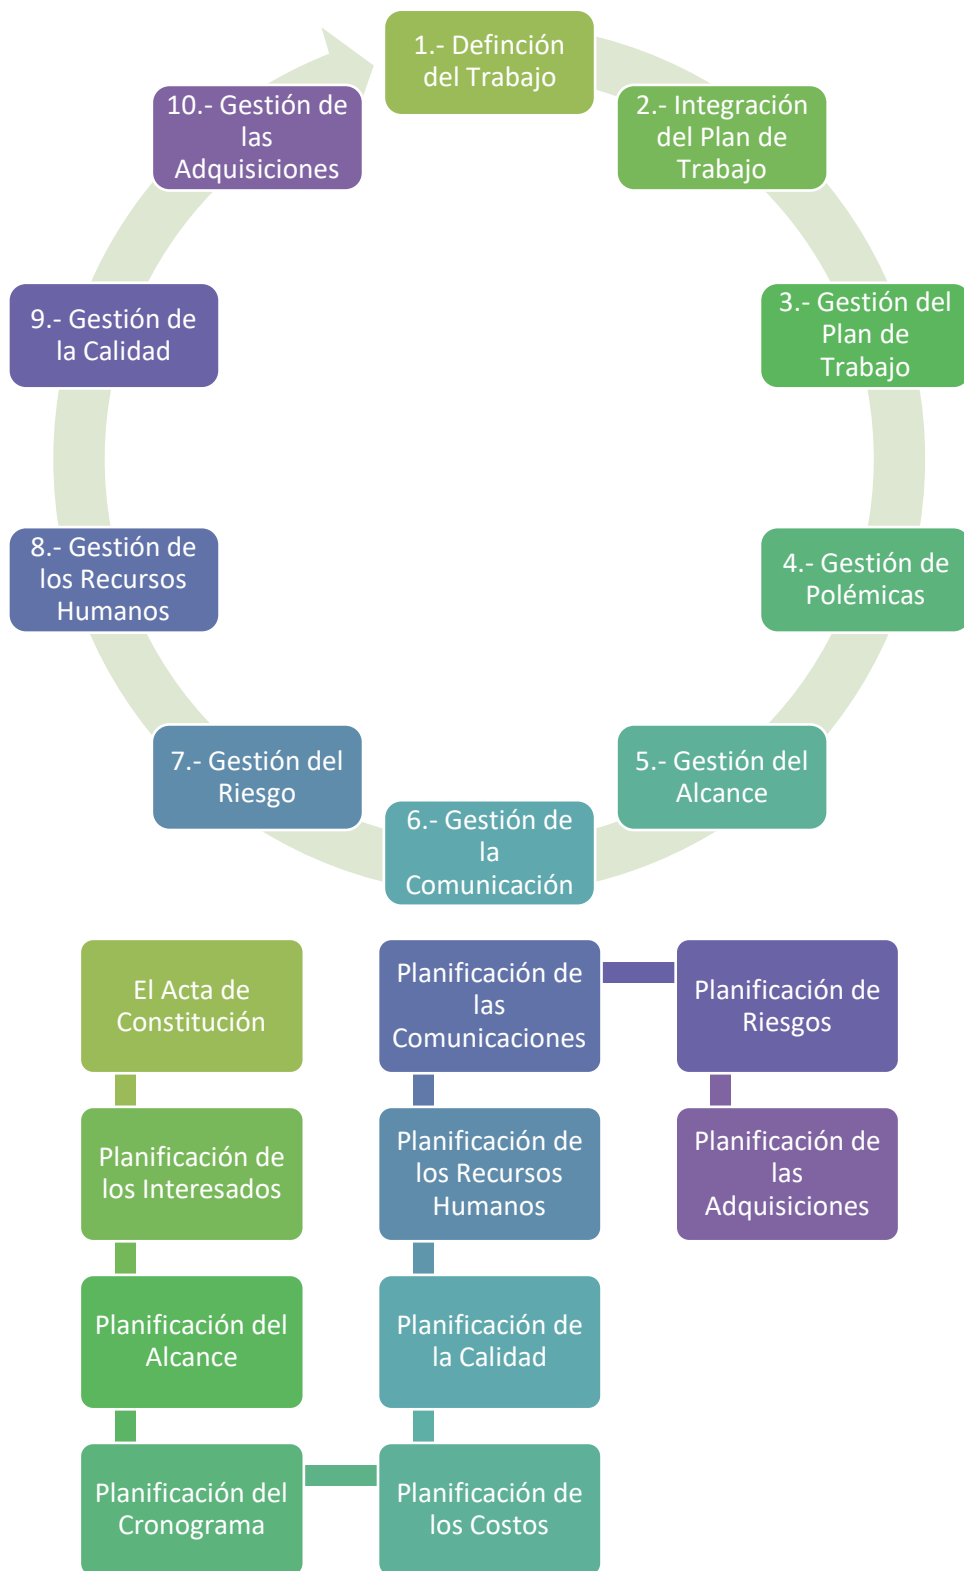 1.- Definción
del Trabajo
2.- Integración
del Plan de
Trabajo
3.- Gestión del
Plan de
Trabajo
4.- Gestión de
Polémicas
5.- Gestión del
Alcance
6.- Gestión de
la
Comunicación
7.- Gestión del
Riesgo
8.- Gestión de
los Recursos
Humanos
9.- Gestión de
la Calidad
10.- Gestión de
las
Adquisiciones
El Acta de
Constitución
Planificación de
los Interesados
Planificación del
Alcance
Planificación del
Cronograma
Planificación de
los Costos
Planificación de
la Calidad
Planificación de
los Recursos
Humanos
Planificación de
las
Comunicaciones
Planificación de
Riesgos
Planificación de
las
Adquisiciones